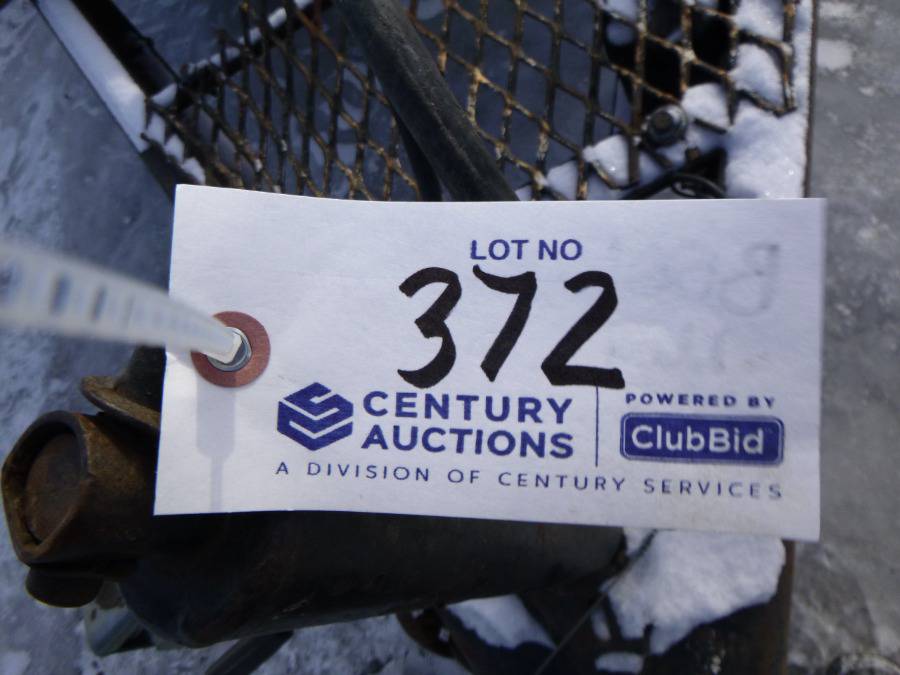 LOT NO
372
CENTURY
AUCTIONS
POWERED BY
ClubBid
A DIVISION OF CENTURY SERVICES